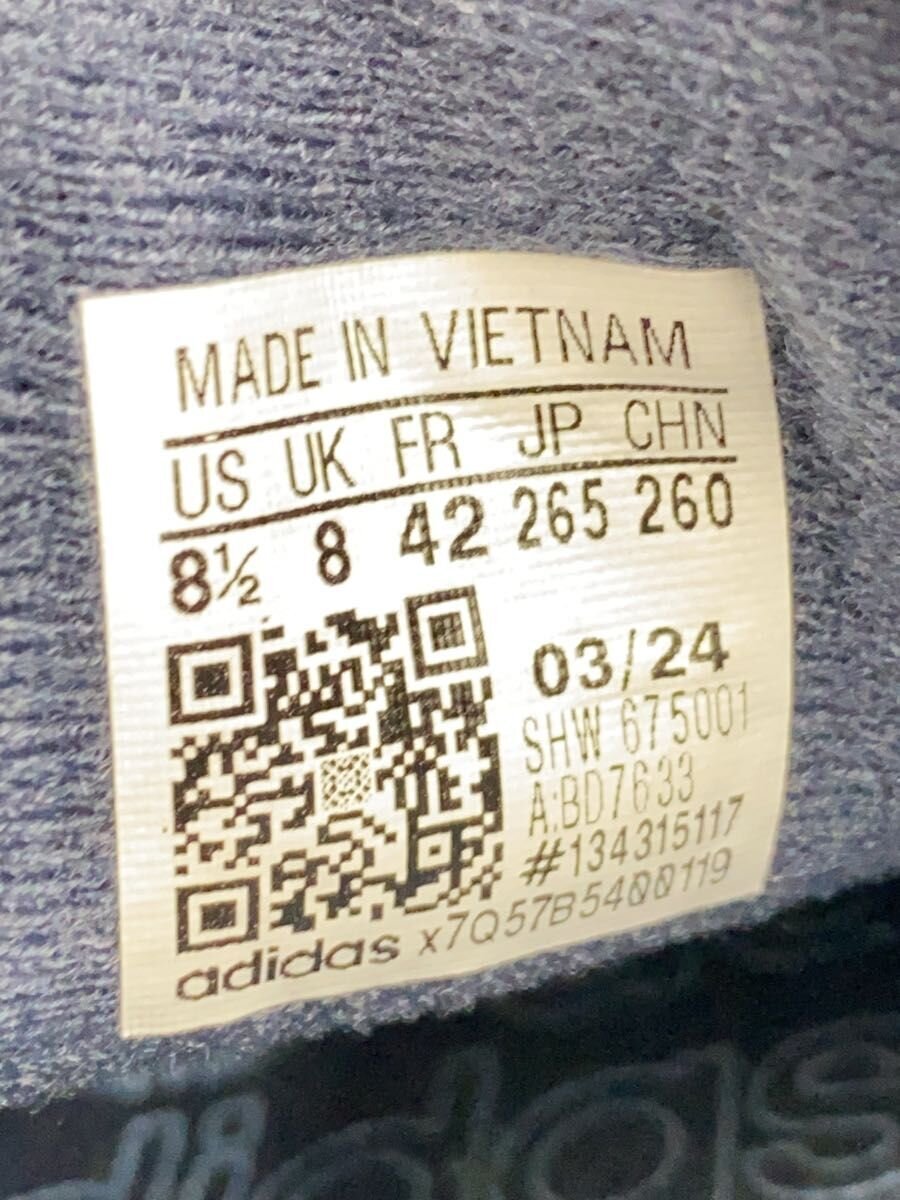 MADE IN VIETNAM
US UK FR JP CHN
8½ 8 42 265 260
03/24
SHW 675001
A:BD7633
#134315117
adidas x7Q57B5400119
adidas